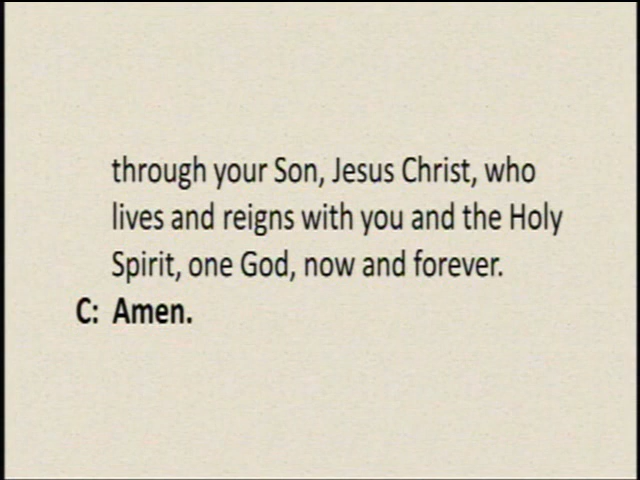 through your Son, Jesus Christ, who
lives and reigns with you and the Holy
Spirit, one God, now and forever.
C: Amen.